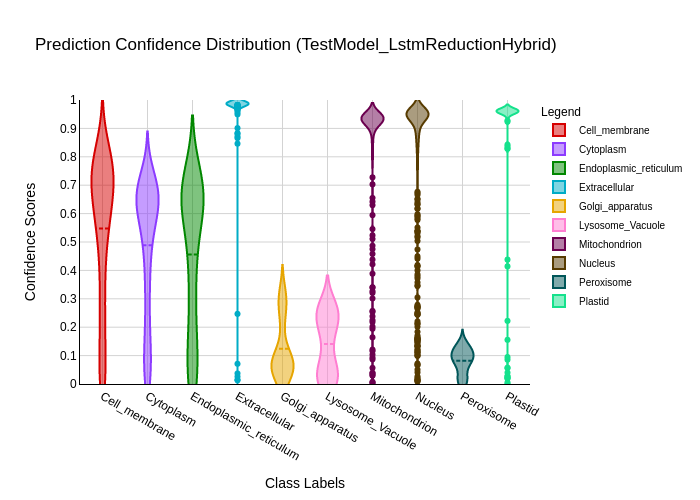 Prediction Confidence Distribution (TestModel_LstmReductionHybrid)
Legend
Cell_membrane
Cytoplasm
Endoplasmic_reticulum
Extracellular
Golgi_apparatus
Lysosome_Vacuole
Mitochondrion
Nucleus
Peroxisome
Plastid
Confidence Scores
1
0.9
0.8
0.7
0.6
0.5
0.4
0.3
0.2
0.1
0
Cell_membrane
Cytoplasm
Endoplasmic_reticulum
Extracellular
Golgi_apparatus
Lysosome_Vacuole
Mitochondrion
Nucleus
Peroxisome
Plastid
Class Labels